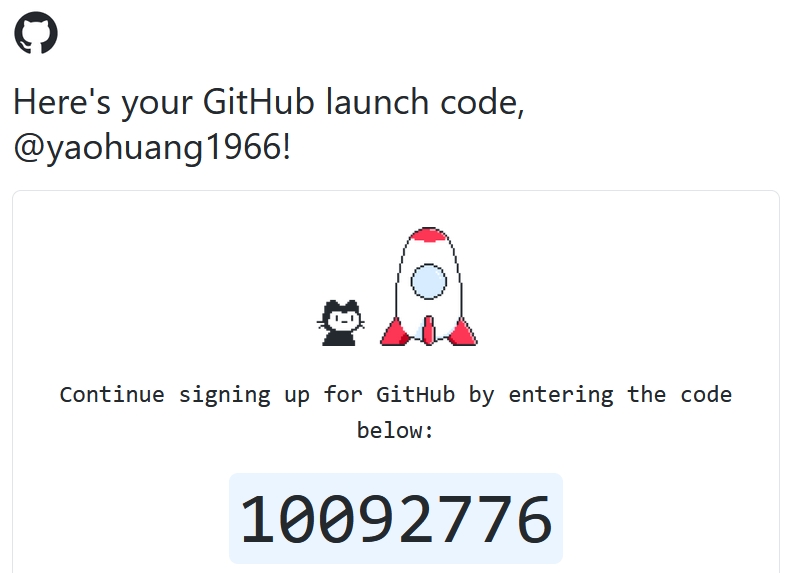 Here's your GitHub launch code,
@yaohuang1966!
Continue signing up for GitHub by entering the code
below:
10092776